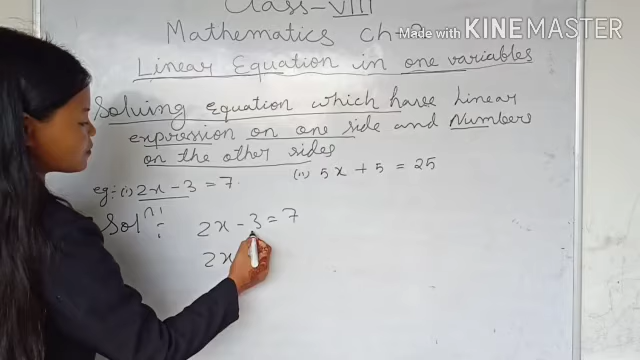 Class-VIII
Mathematics Ch-2
Made with KINEMASTER
Linear Equation in one variables
Solving equation which have Linear
expression on one side and Numbers
on the other sides
eg:- (i) 2x - 3 = 7. (ii) 5x + 5 = 25
Solⁿ: 2x - 3 = 7
2x